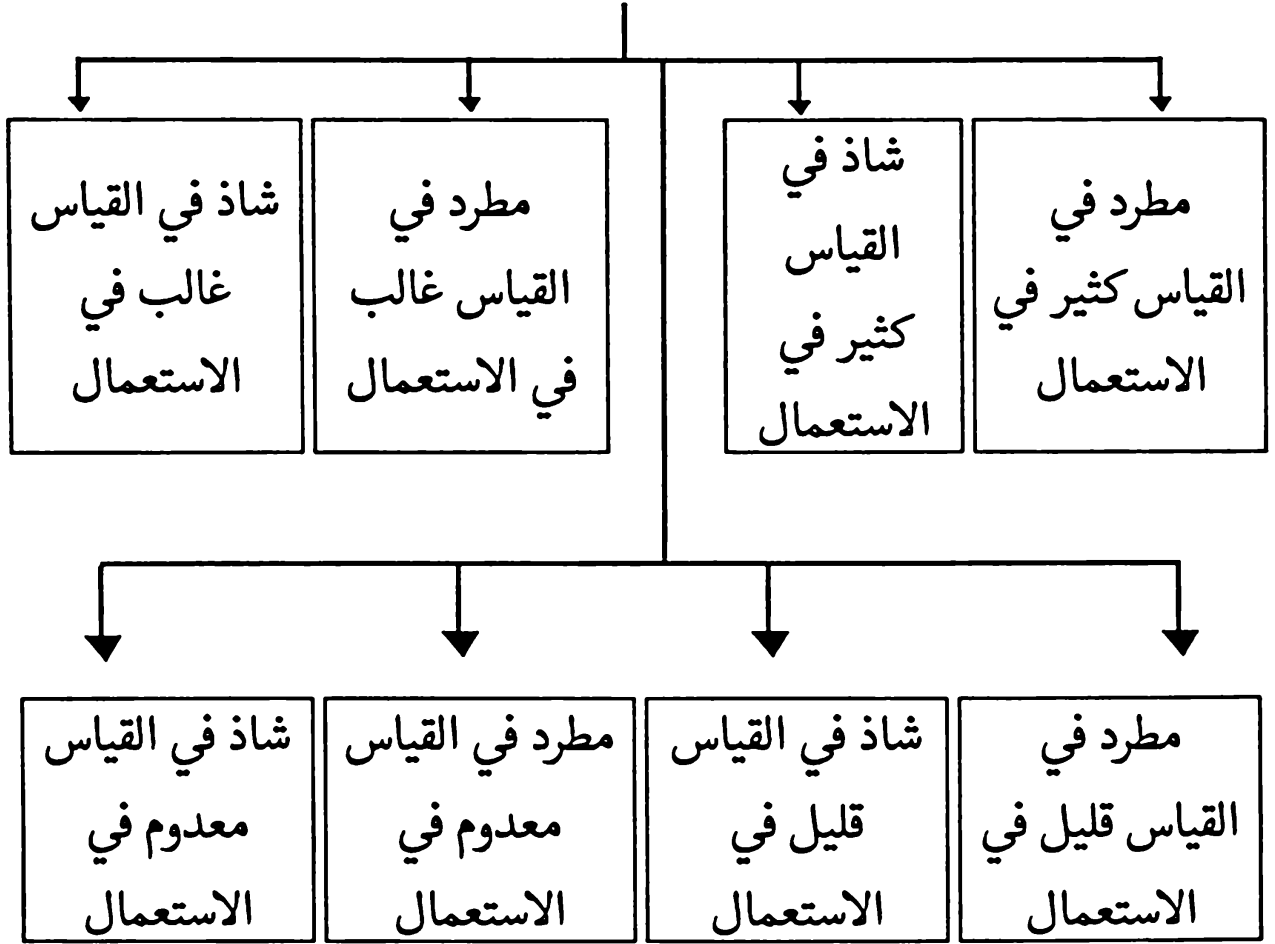 مطرد في
القياس كثير في
الاستعمال
شاذ في
القياس
كثير في
الاستعمال
مطرد في
القياس غالب
في الاستعمال
شاذ في القياس
غالب في
الاستعمال
مطرد في
القياس قليل في
الاستعمال
شاذ في القياس
قليل في
الاستعمال
مطرد في القياس
معدوم في
الاستعمال
شاذ في القياس
معدوم في
الاستعمال